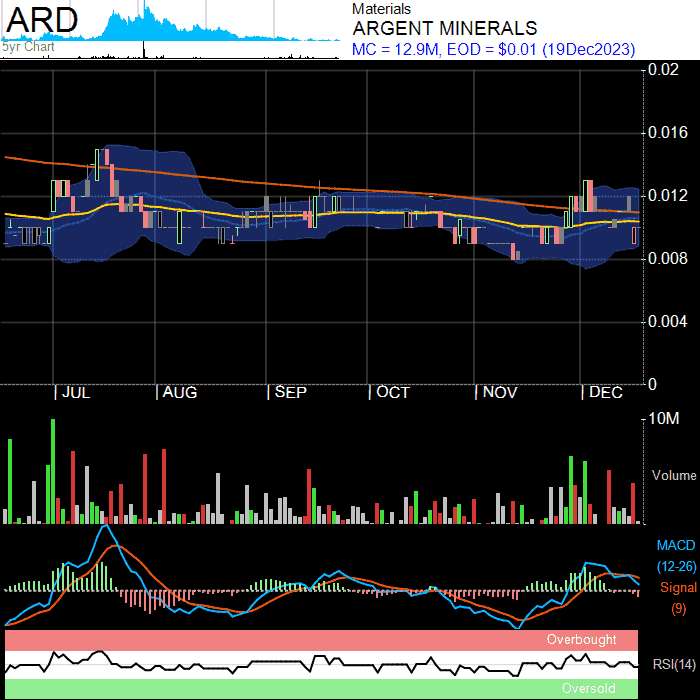 ARD
5yr Chart
Materials
ARGENT MINERALS
MC = 12.9M, EOD = $0.01 (19Dec2023)
0.02
0.016
0.012
0.008
0.004
0
JUL
AUG
SEP
OCT
NOV
DEC
10M
Volume
MACD
(12-26)
Signal
(9)
Overbought
RSI(14)
Oversold